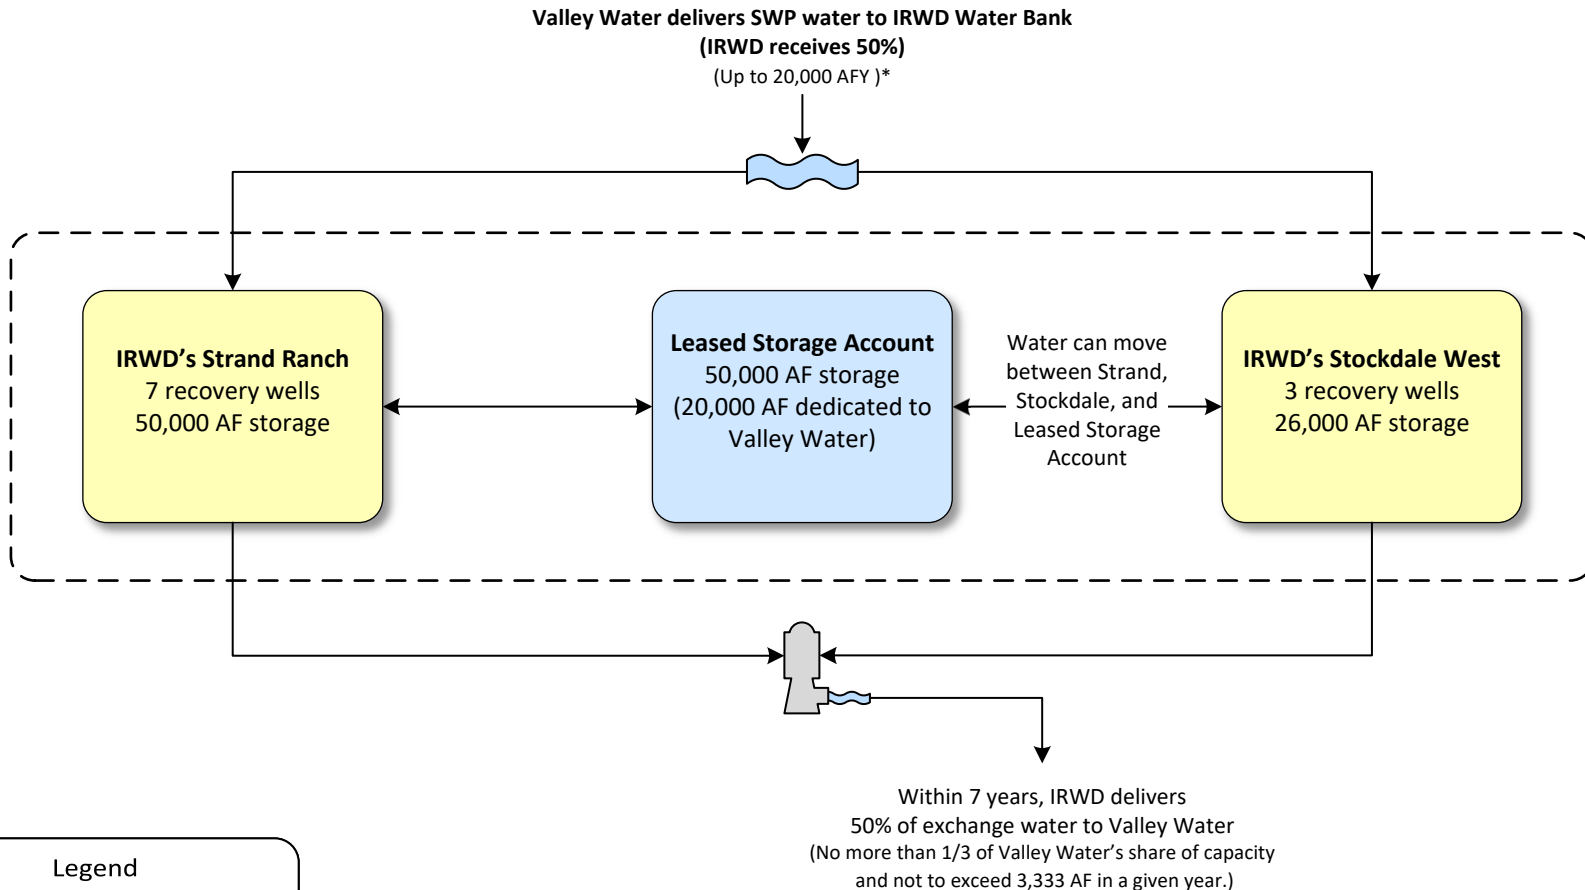 Valley Water delivers SWP water to IRWD Water Bank
(IRWD receives 50%)
(Up to 20,000 AFY )*
IRWD's Strand Ranch
7 recovery wells
50,000 AF storage
Leased Storage Account
50,000 AF storage
(20,000 AF dedicated to
Valley Water)
Water can move
between Strand,
Stockdale, and
Leased Storage
Account
IRWD's Stockdale West
3 recovery wells
26,000 AF storage
Within 7 years, IRWD delivers
50% of exchange water to Valley Water
(No more than 1/3 of Valley Water's share of capacity
and not to exceed 3,333 AF in a given year.)
Legend